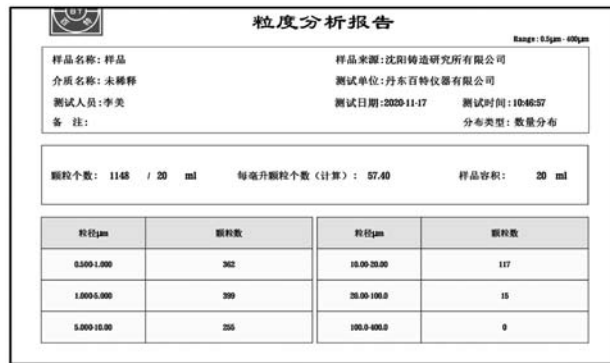 BT
粒度分析报告
Range : 0.5μm - 400μm
样品名称: 样品 样品来源: 沈阳铸造研究所有限公司
介质名称: 未稀释 测试单位: 丹东百特仪器有限公司
测试人员: 李美 测试日期: 2020-11-17 测试时间: 10:46:57
备 注: 分布类型: 数量分布
颗粒个数: 1148 / 20 ml 每毫升颗粒个数(计算): 57.40 样品容积: 20 ml
粒径μm 颗粒数 粒径μm 颗粒数
0.500-1.000 362 10.00-20.00 117
1.000-5.000 399 20.00-100.0 15
5.000-10.00 255 100.0-400.0 0